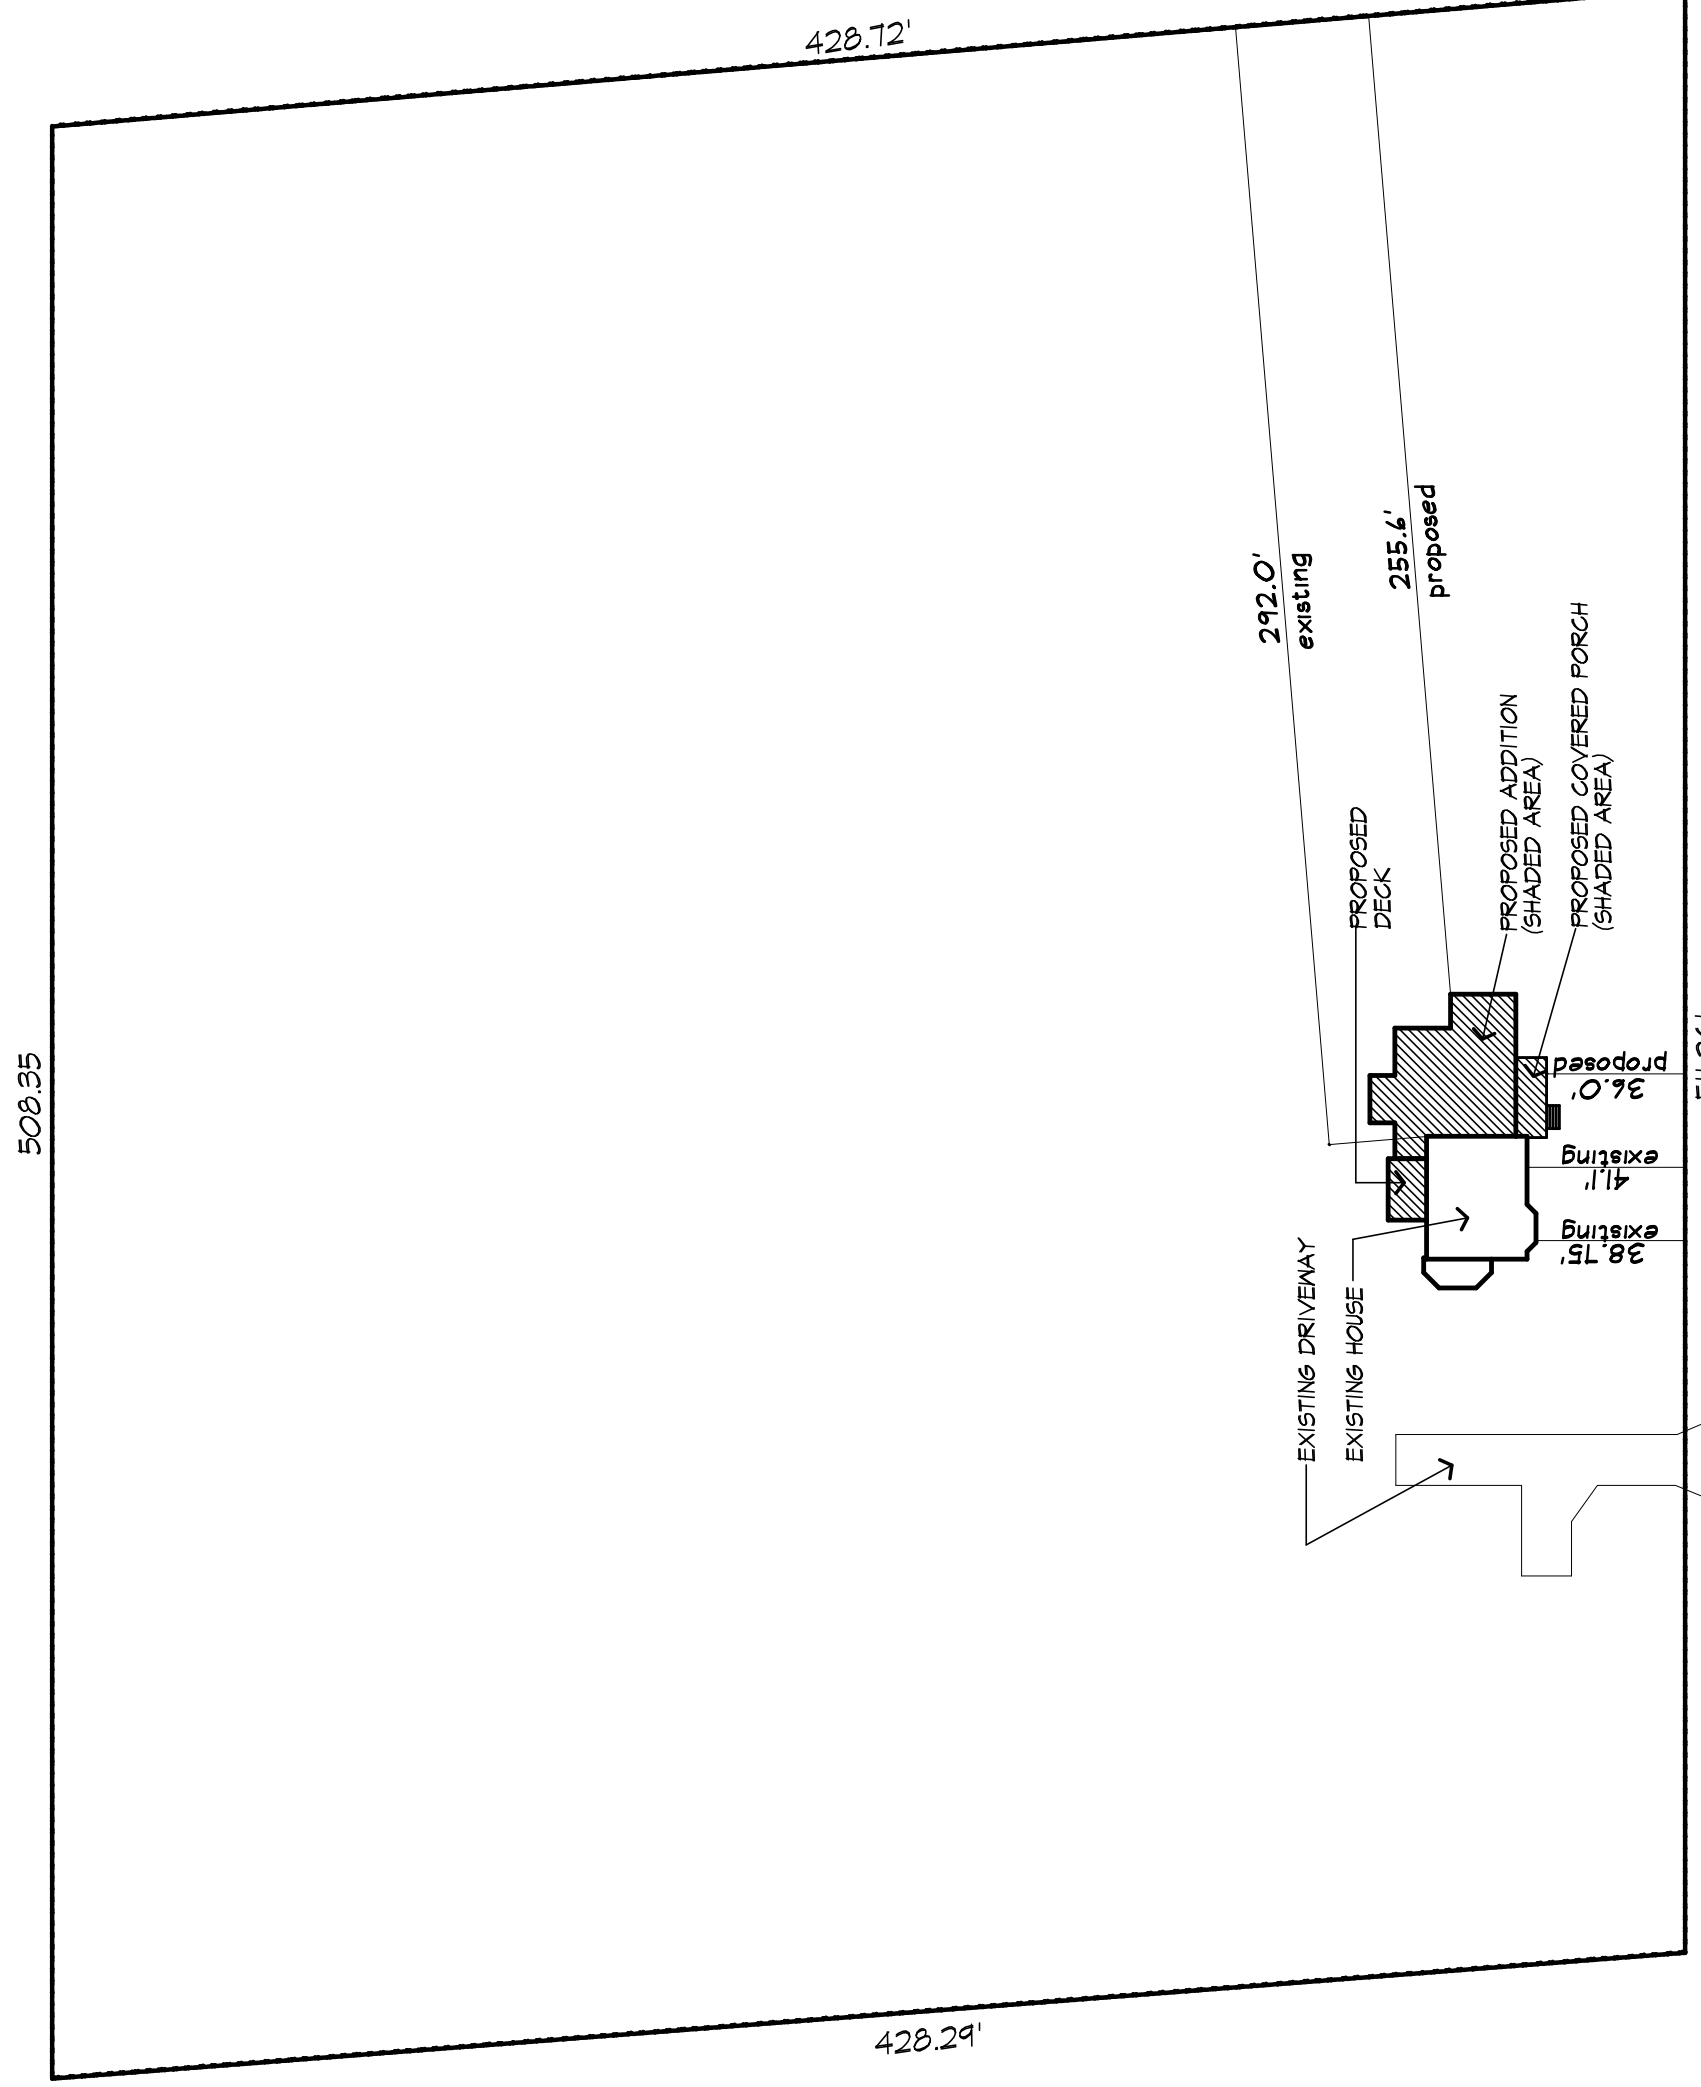 428.72'
292.0'
existing
255.6'
proposed
PROPOSED
DECK
PROPOSED ADDITION
(SHADED AREA)
PROPOSED COVERED PORCH
(SHADED AREA)
508.35
36.0'
proposed
41.1'
existing
38.75'
existing
EXISTING DRIVEWAY
EXISTING HOUSE
428.29'